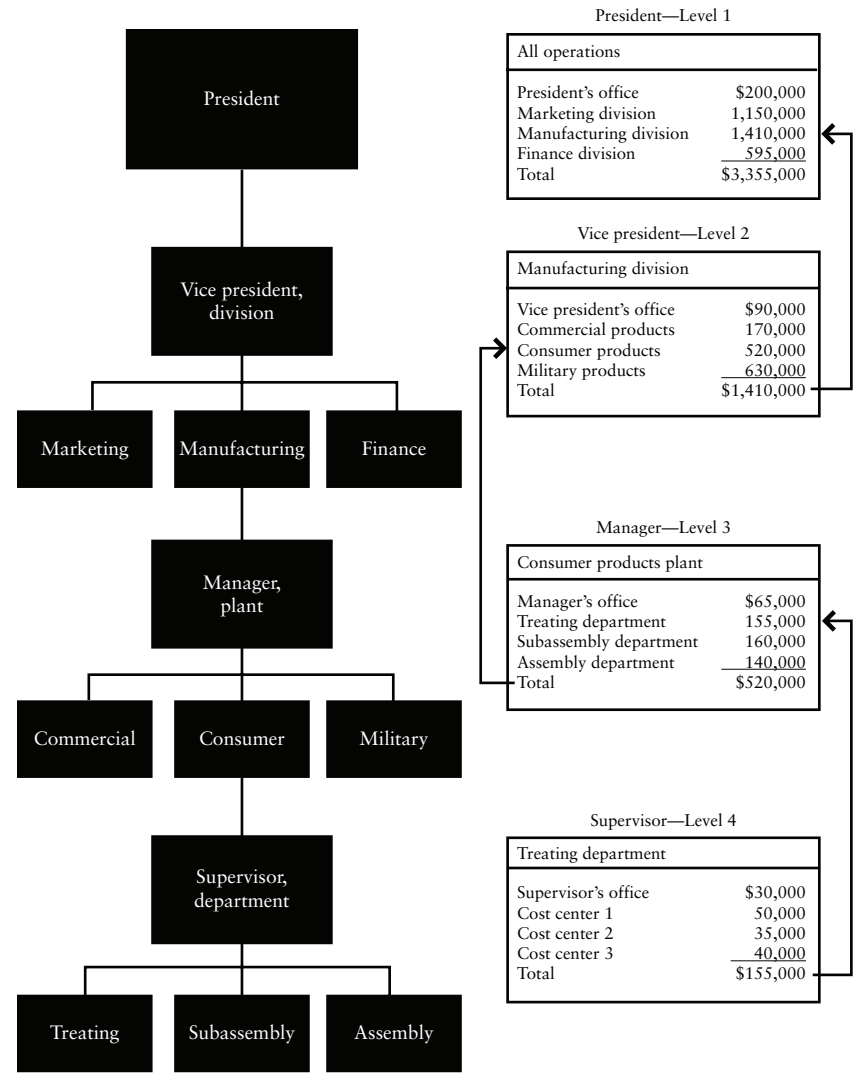 President
Vice president,
division
Marketing
Manufacturing
Finance
Manager,
plant
Commercial
Consumer
Military
Supervisor,
department
Treating
Subassembly
Assembly
President—Level 1
All operations
President’s office $200,000
Marketing division 1,150,000
Manufacturing division 1,410,000
Finance division 595,000
Total $3,355,000
Vice president—Level 2
Manufacturing division
Vice president’s office $90,000
Commercial products 170,000
Consumer products 520,000
Military products 630,000
Total $1,410,000
Manager—Level 3
Consumer products plant
Manager’s office $65,000
Treating department 155,000
Subassembly department 160,000
Assembly department 140,000
Total $520,000
Supervisor—Level 4
Treating department
Supervisor’s office $30,000
Cost center 1 50,000
Cost center 2 35,000
Cost center 3 40,000
Total $155,000